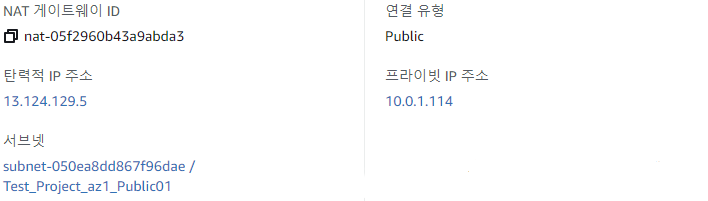 NAT 게이트웨이 ID
nat-05f2960b43a9abda3
탄력적 IP 주소
13.124.129.5
서브넷
subnet-050ea8dd867f96dae /
Test_Project_az1_Public01
연결 유형
Public
프라이빗 IP 주소
10.0.1.114